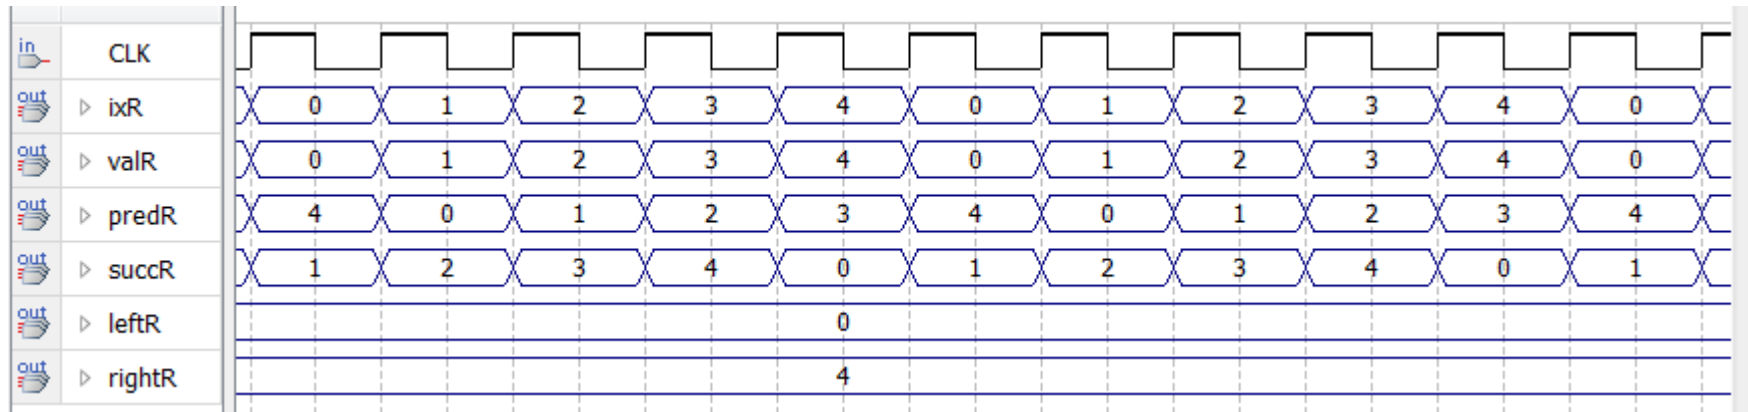 in CLK
out ixR 0 1 2 3 4 0 1 2 3 4 0
out valR 0 1 2 3 4 0 1 2 3 4 0
out predR 4 0 1 2 3 4 0 1 2 3 4
out succR 1 2 3 4 0 1 2 3 4 0 1
out leftR 0
out rightR 4